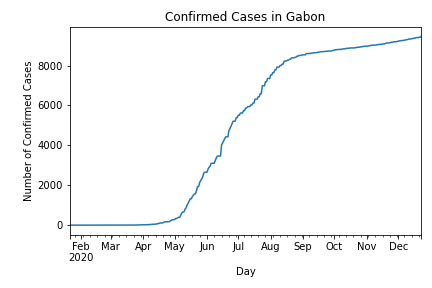 Confirmed Cases in Gabon
Number of Confirmed Cases
8000
6000
4000
2000
0
Feb Mar Apr May Jun Jul Aug Sep Oct Nov Dec
2020
Day